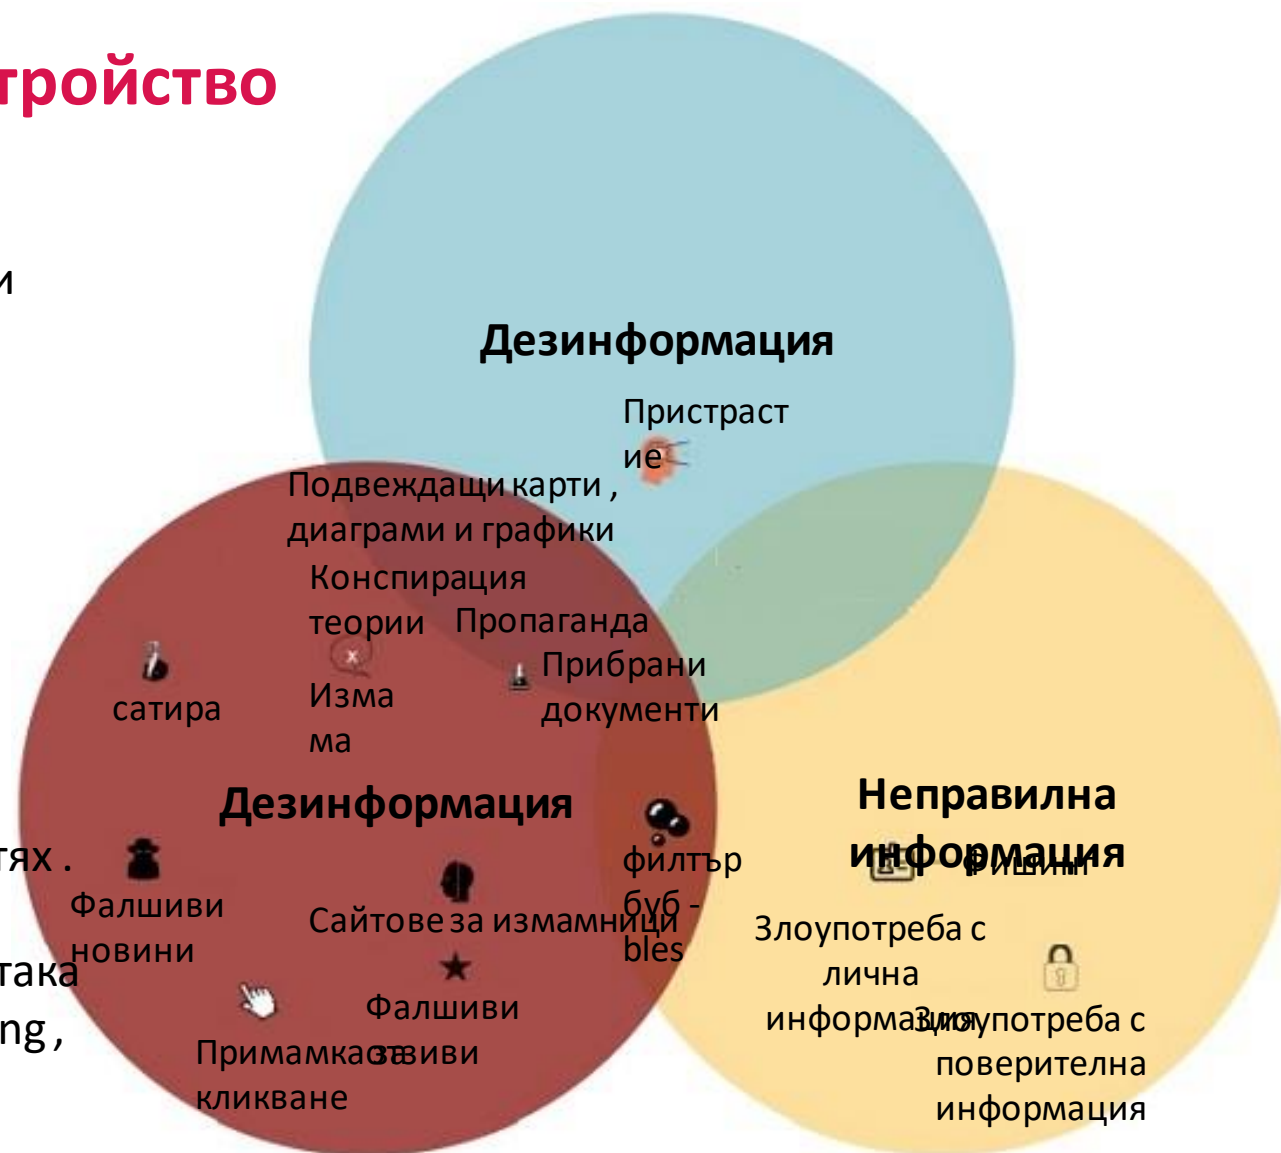 тройство
и
Дезинформация
Пристраст
ие
Подвеждащи карти ,
диаграми и графики
Конспирация
теории
Пропаганда
Прибрани
документи
сатира
Изма
ма
Дезинформация
Неправилна
информация
Фишинг
тях .
Фалшиви
новини
Сайтове за измамници
филтър
буб -
bles
Злоупотреба с
лична
информация
така
ng ,
Фалшиви
отзиви
Примамка за
кликване
Злоупотреба с
поверителна
информация